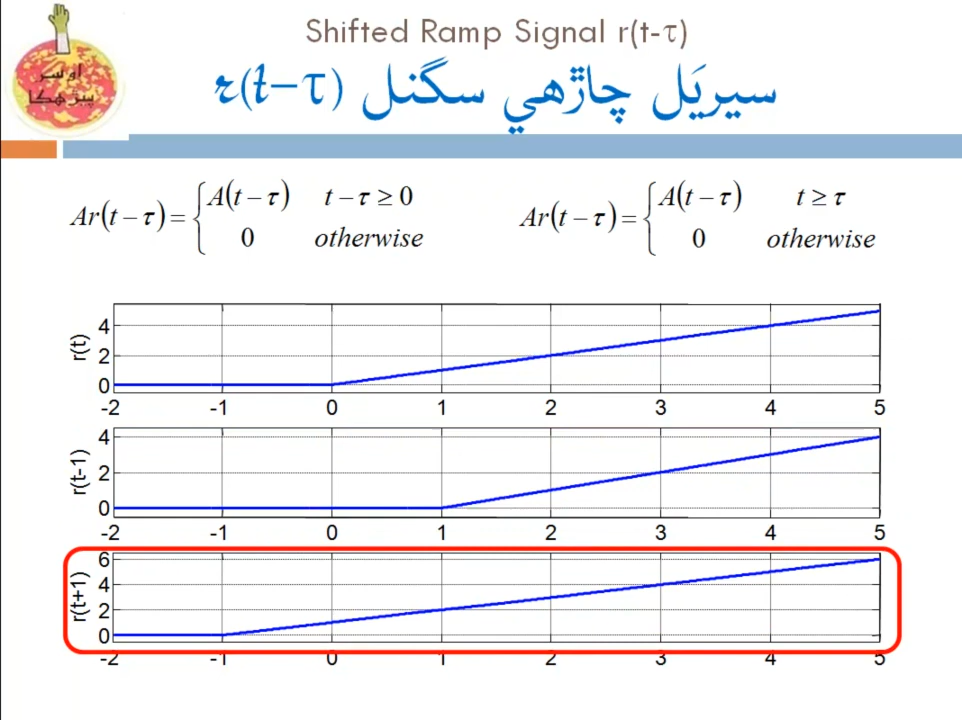 Shifted Ramp Signal r(t-τ)
سيريَل چاڙهي سگنل r(t−τ)
Ar(t−τ) = { A(t−τ) t−τ ≥ 0
0 otherwise
Ar(t−τ) = { A(t−τ) t ≥ τ
0 otherwise
r(t)
4
2
0
-2 -1 0 1 2 3 4 5
r(t-1)
4
2
0
-2 -1 0 1 2 3 4 5
r(t+1)
6
4
2
0
-2 -1 0 1 2 3 4 5